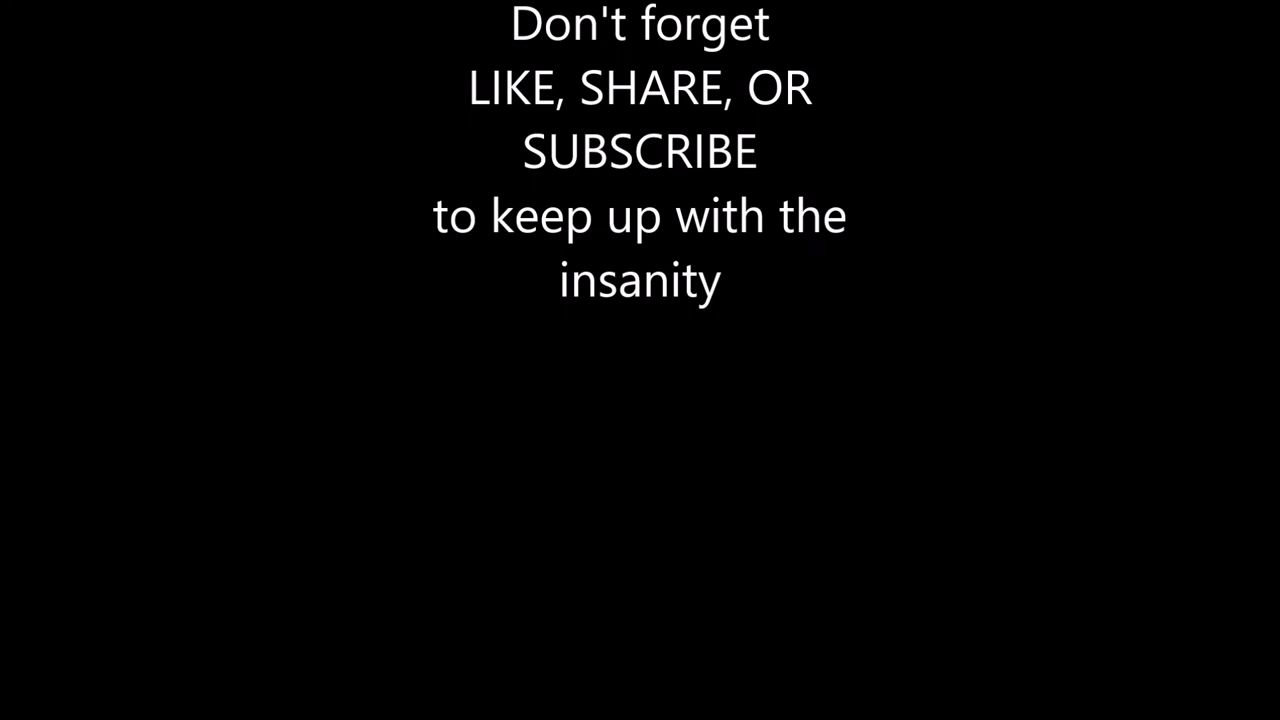 Don't forget
LIKE, SHARE, OR
SUBSCRIBE
to keep up with the
insanity